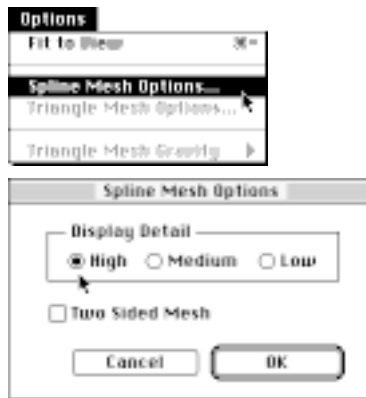 Options
Fit to View ⌘=
Spline Mesh Options...
Triangle Mesh Options...
Triangle Mesh Gravity
Spline Mesh Options
Display Detail
High Medium Low
Two Sided Mesh
Cancel OK